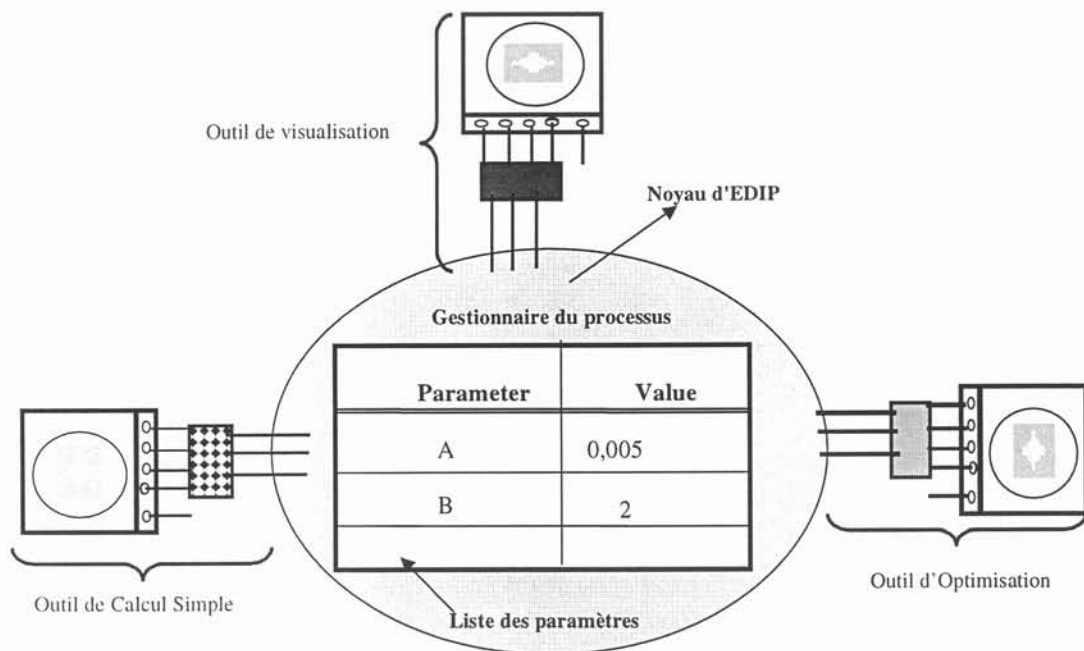 Outil de visualisation
Noyau d'EDIP
Gestionnaire du processus
Parameter Value
A 0,005
B 2
Outil de Calcul Simple
Outil d'Optimisation
Liste des paramètres